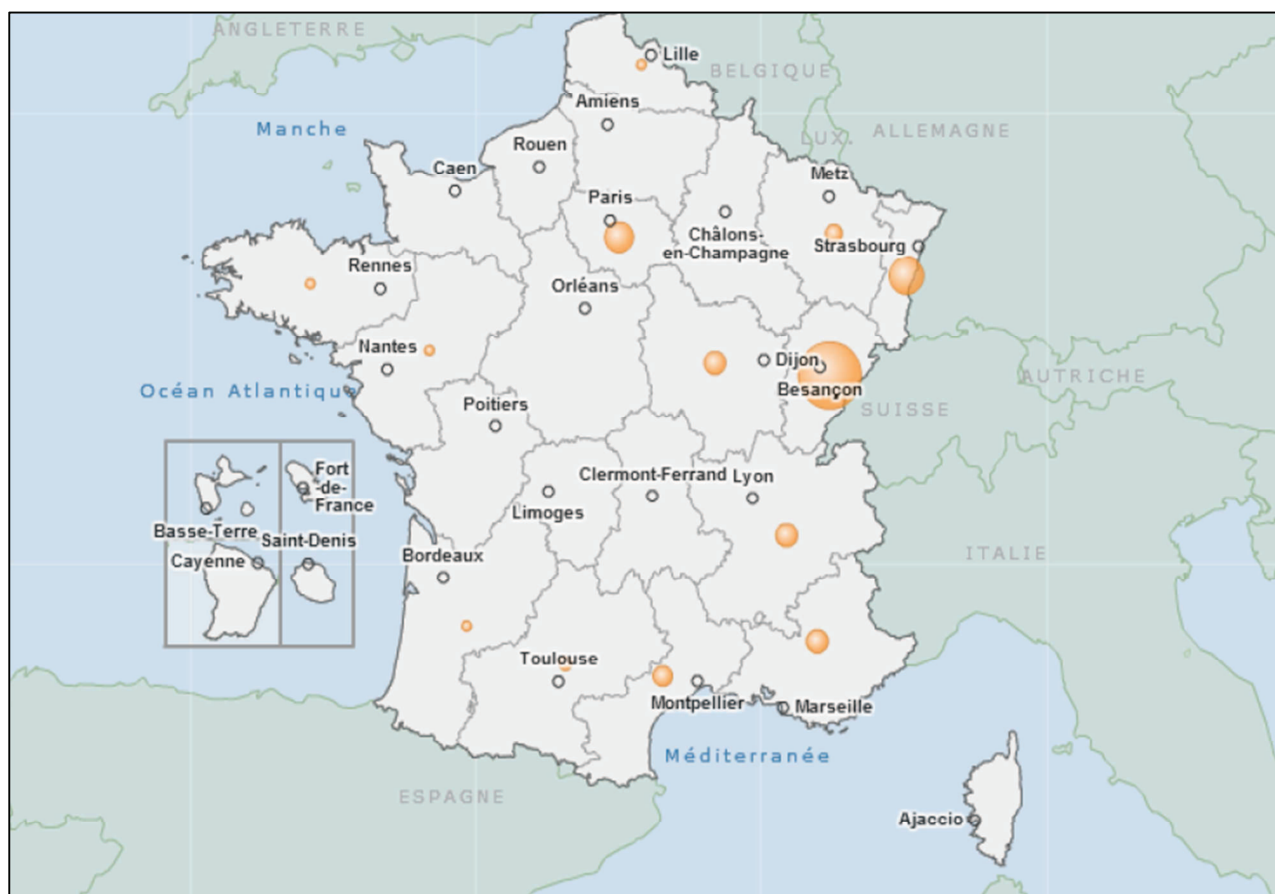 ANGLETERRE
Lille
BELGIQUE
Amiens
Manche
ALLEMAGNE
LUX.
Rouen
Caen
Metz
Paris
Châlons-
en-Champagne
Strasbourg
Rennes
Orléans
Nantes
Dijon
AUTRICHE
Océan Atlantique
Besançon
SUISSE
Poitiers
Fort
-de-
France
Clermont-Ferrand
Lyon
Limoges
Basse-Terre
Saint-Denis
Bordeaux
ITALIE
Cayenne
Toulouse
Montpellier
Marseille
Méditerranée
ESPAGNE
Ajaccio